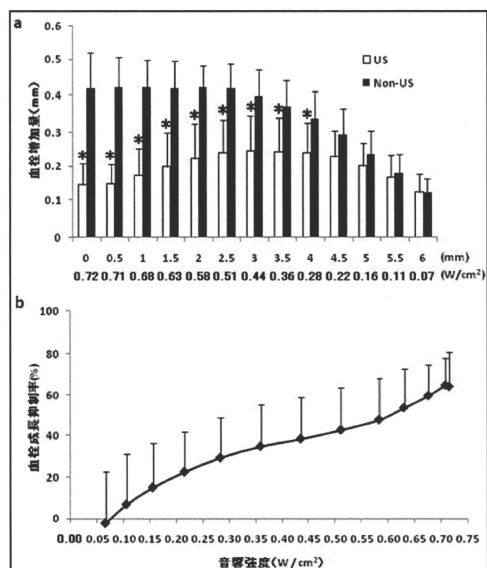 a
0.6
0.5
0.4
0.3
0.2
0.1
0
血栓増加量(mm)
US
Non-US
* * * * * * * * *
0 0.5 1 1.5 2 2.5 3 3.5 4 4.5 5 5.5 6 (mm)
0.72 0.71 0.68 0.63 0.58 0.51 0.44 0.36 0.28 0.22 0.16 0.11 0.07 (W/cm²)
b
100
80
60
40
20
0
血栓成長抑制率(%)
0.00 0.05 0.10 0.15 0.20 0.25 0.30 0.35 0.40 0.45 0.50 0.55 0.60 0.65 0.70 0.75
音響強度(W/cm²)